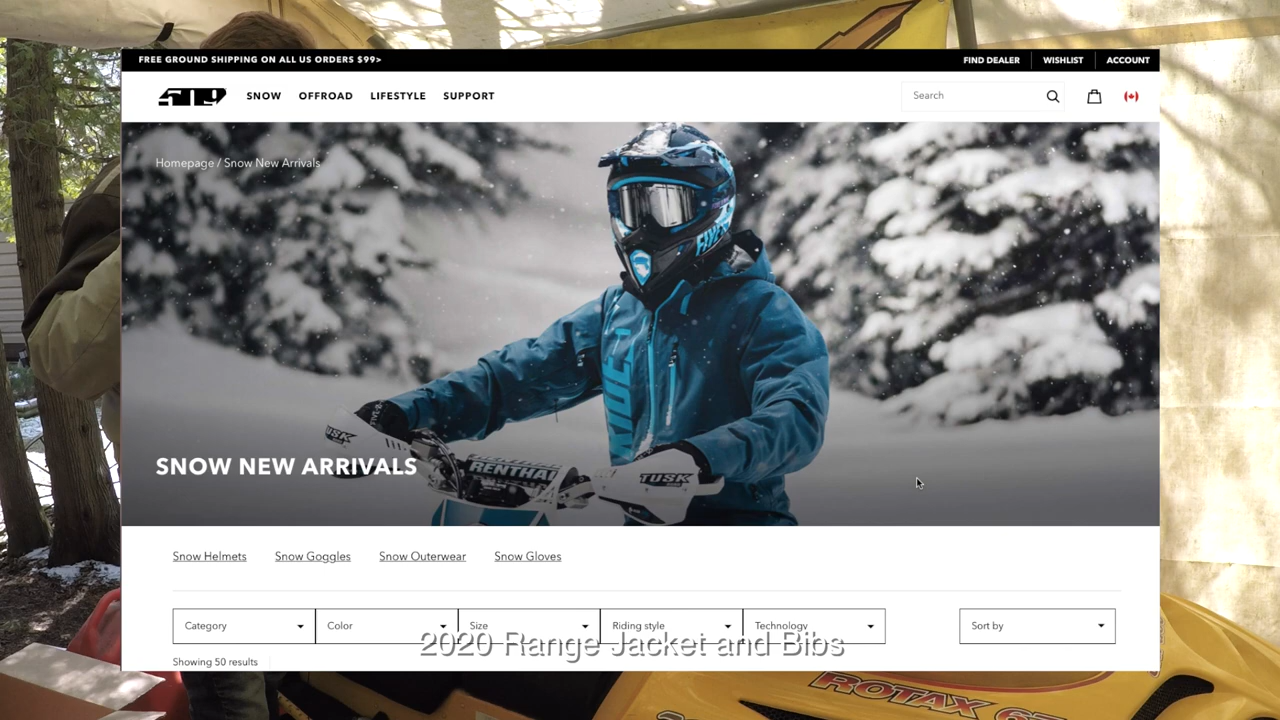 FREE GROUND SHIPPING ON ALL US ORDERS $99>
FIND DEALER
WISHLIST
ACCOUNT
509
SNOW
OFFROAD
LIFESTYLE
SUPPORT
Search
Homepage / Snow New Arrivals
TUSK
RENTHAL
TUSK
SNOW NEW ARRIVALS
Snow Helmets
Snow Goggles
Snow Outerwear
Snow Gloves
Category
Color
Size
Riding style
Technology
Sort by
2020 Range Jacket and Bibs
Showing 50 results
ROTAX